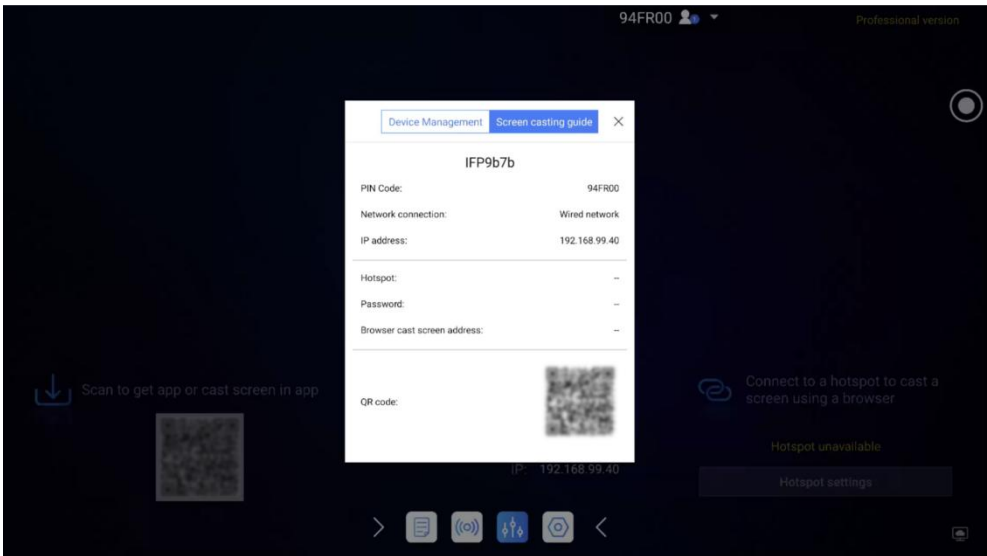 94FR00
Professional version
Device Management
Screen casting guide
IFP9b7b
PIN Code: 94FR00
Network connection: Wired network
IP address: 192.168.99.40
Hotspot: --
Password: --
Browser cast screen address: --
QR code:
Scan to get app or cast screen in app
IP: 192.168.99.40
Connect to a hotspot to cast a
screen using a browser
Hotspot unavailable
Hotspot settings